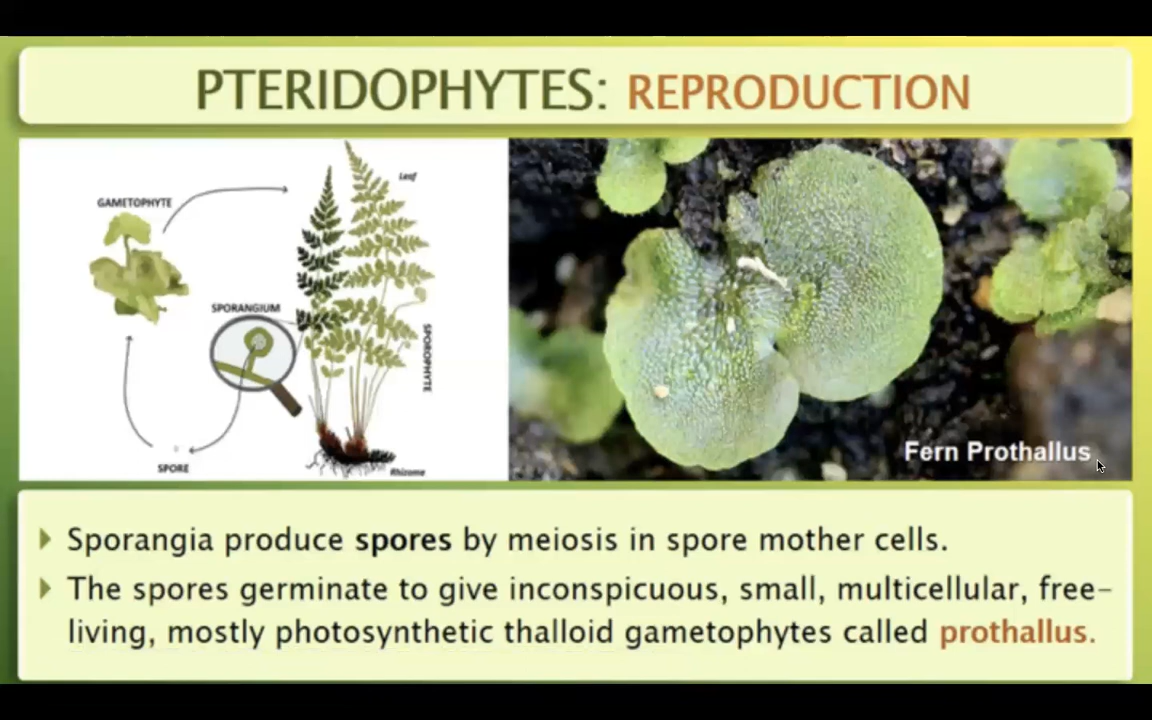 PTERIDOPHYTES: REPRODUCTION
Leaf
GAMETOPHYTE
SPORANGIUM
SPOROPHYTE
SPORE
Rhizome
Fern Prothallus
Sporangia produce spores by meiosis in spore mother cells.
The spores germinate to give inconspicuous, small, multicellular, free-
living, mostly photosynthetic thalloid gametophytes called prothallus.